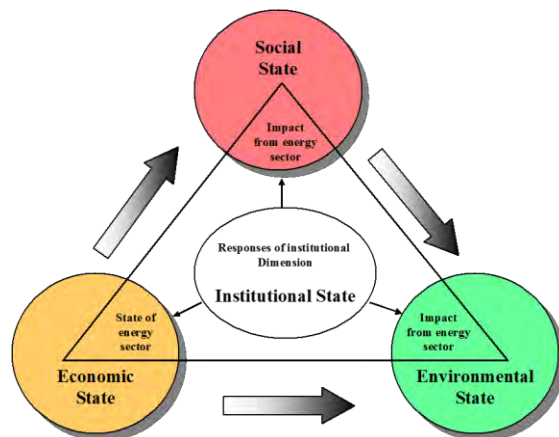 Social
State
Impact
from energy
sector
Responses of institutional
Dimension
Institutional State
State of
energy
sector
Economic
State
Impact
from energy
sector
Environmental
State